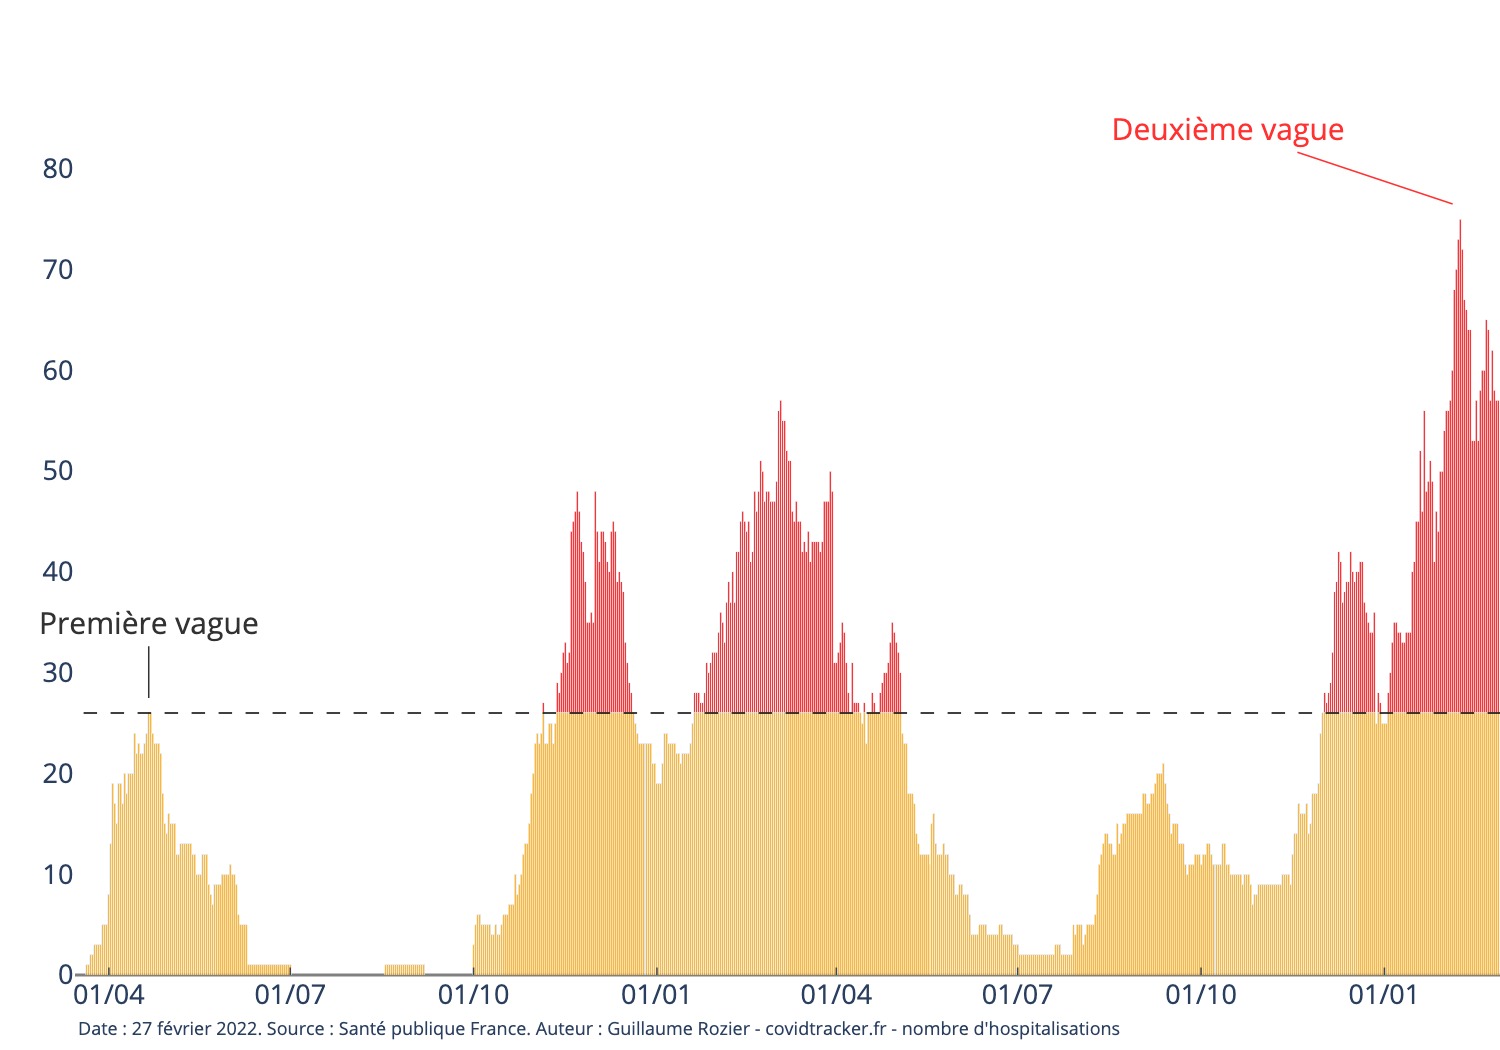 Deuxième vague
80
70
60
50
40
Première vague
30
20
10
0
01/04 01/07 01/10 01/01 01/04 01/07 01/10 01/01
Date : 27 février 2022. Source : Santé publique France. Auteur : Guillaume Rozier - covidtracker.fr - nombre d'hospitalisations